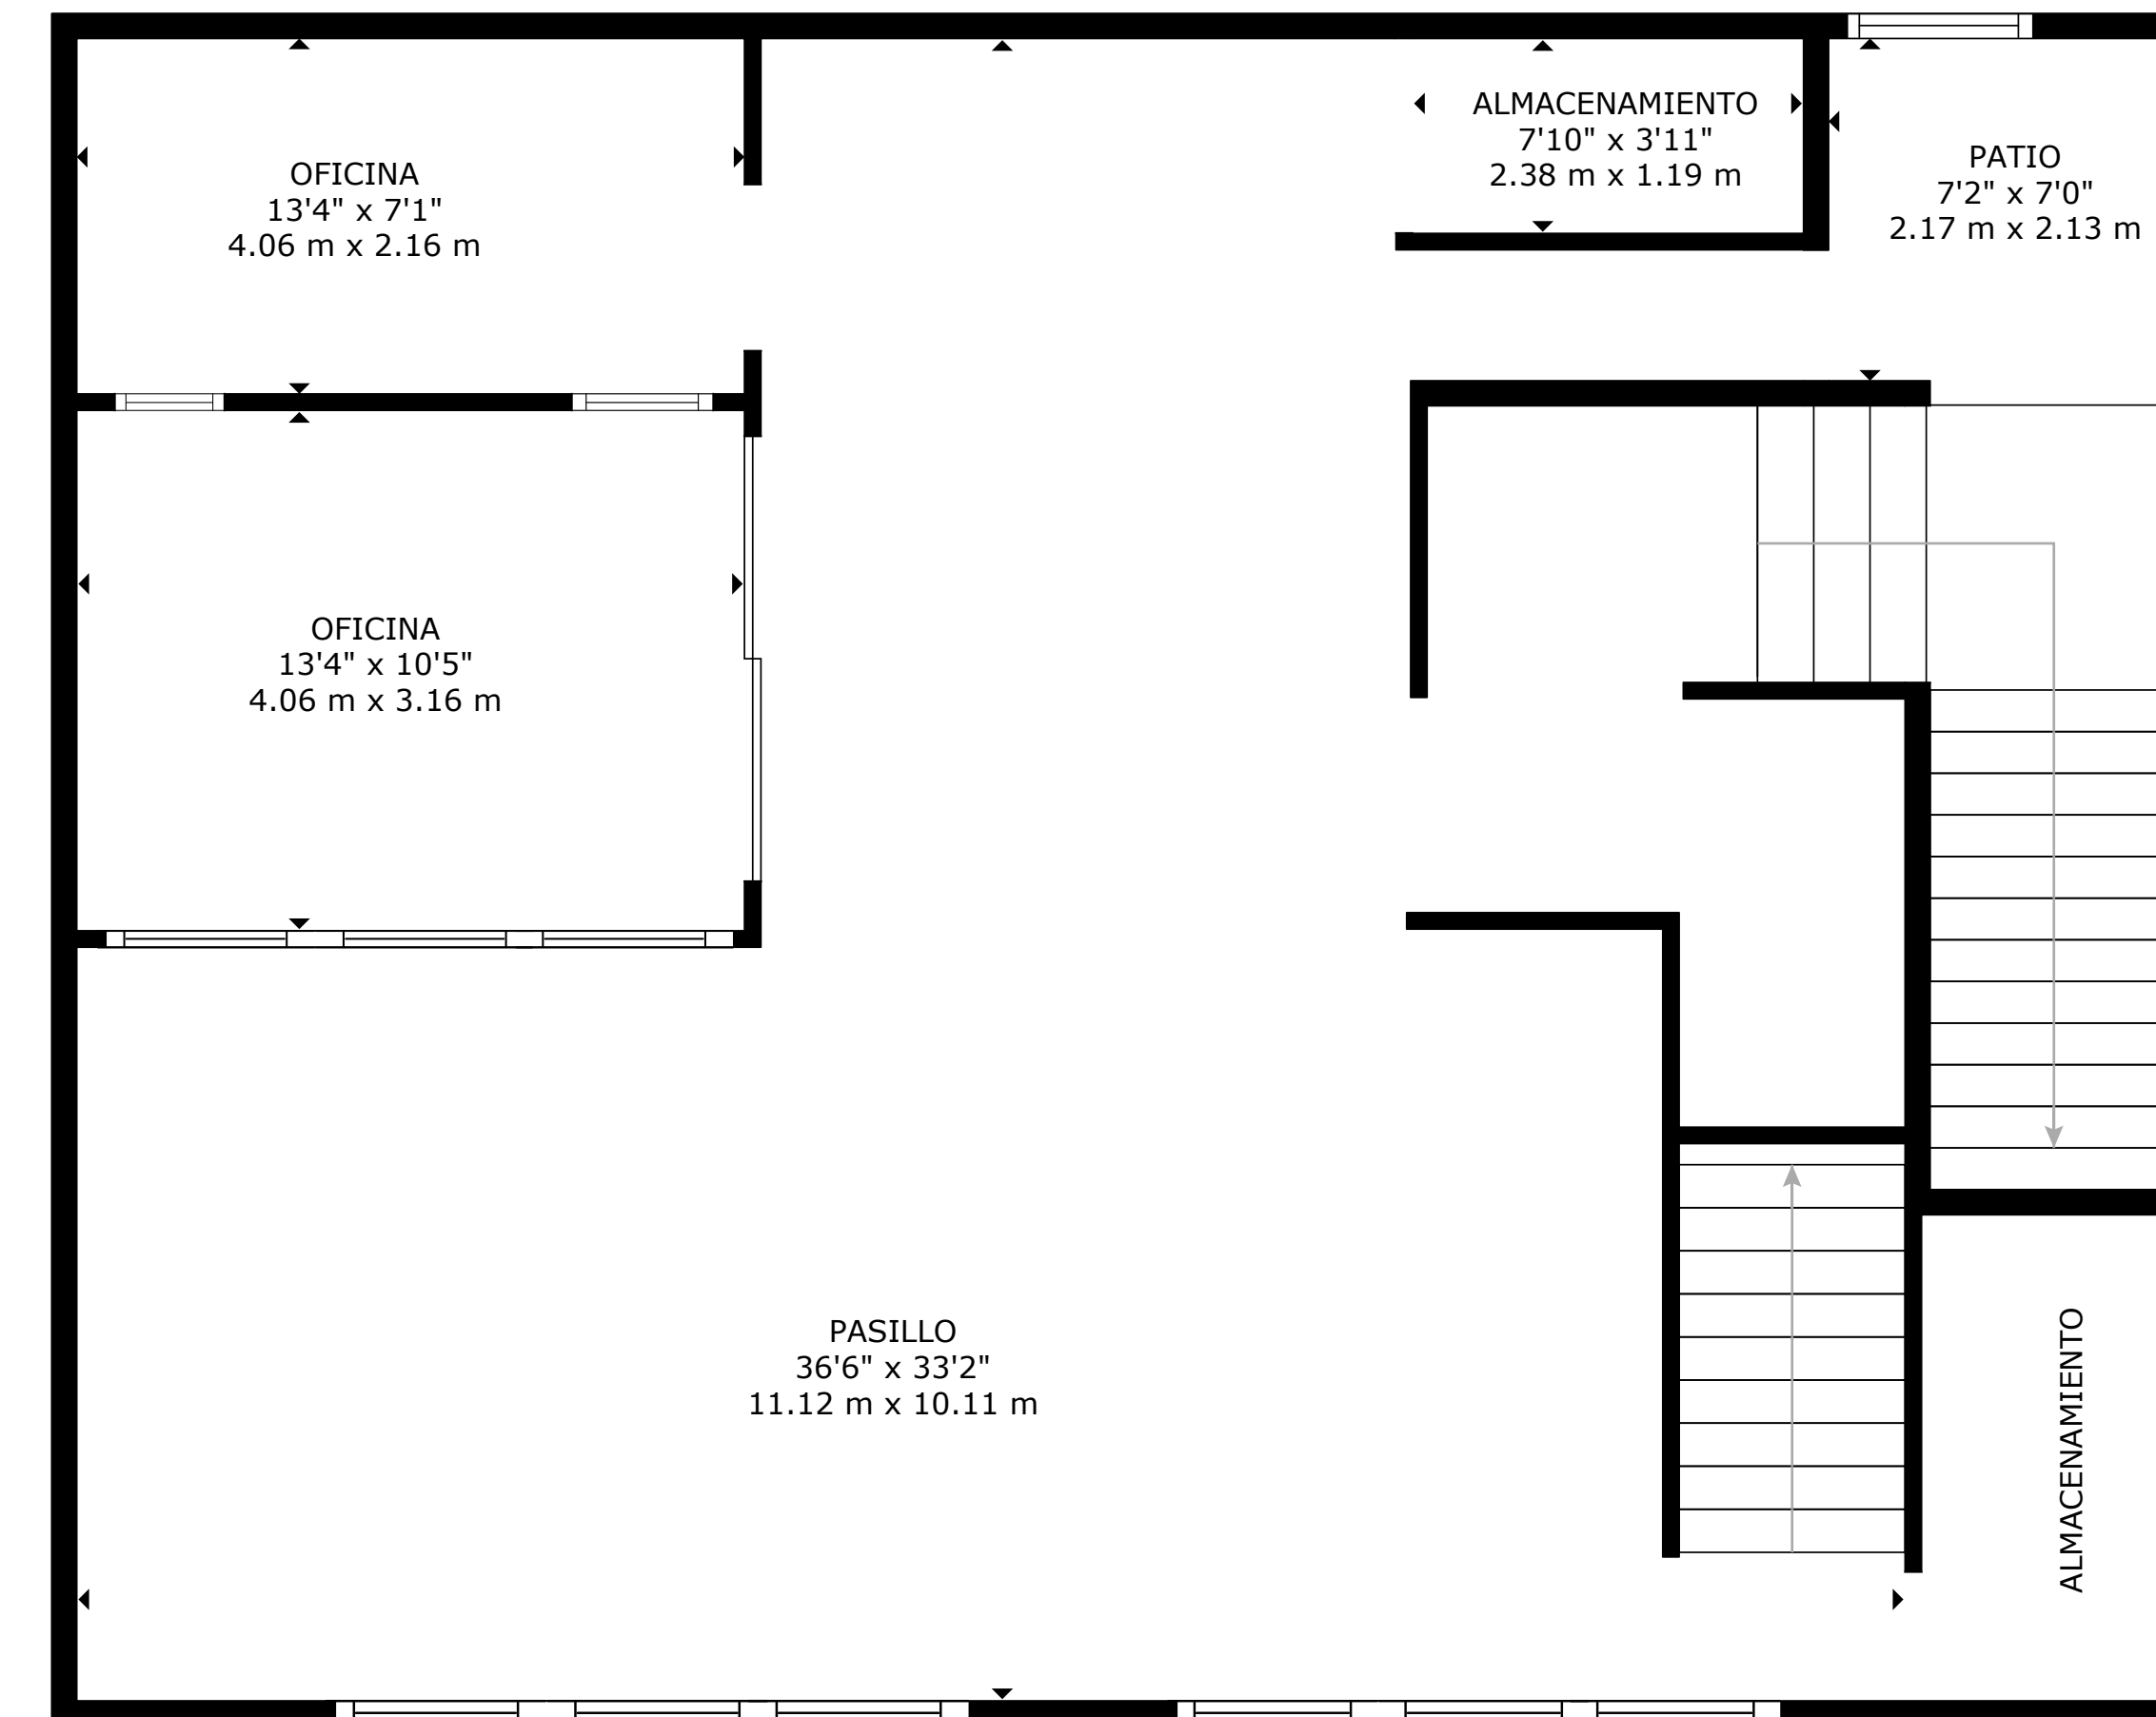 OFICINA
13'4" x 7'1"
4.06 m x 2.16 m
ALMACENAMIENTO
7'10" x 3'11"
2.38 m x 1.19 m
PATIO
7'2" x 7'0"
2.17 m x 2.13 m
OFICINA
13'4" x 10'5"
4.06 m x 3.16 m
PASILLO
36'6" x 33'2"
11.12 m x 10.11 m
ALMACENAMIENTO